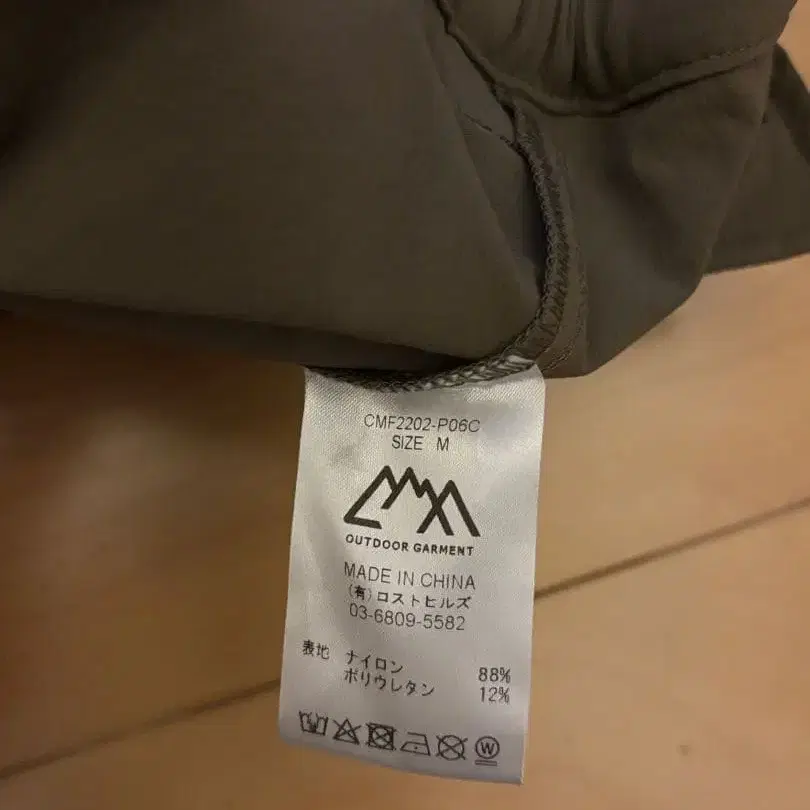 CMF2202-P06C
SIZE M
OUTDOOR GARMENT
MADE IN CHINA
(有)ロストヒルズ
03-6809-5582
表地 ナイロン 88%
ポリウレタン 12%
W